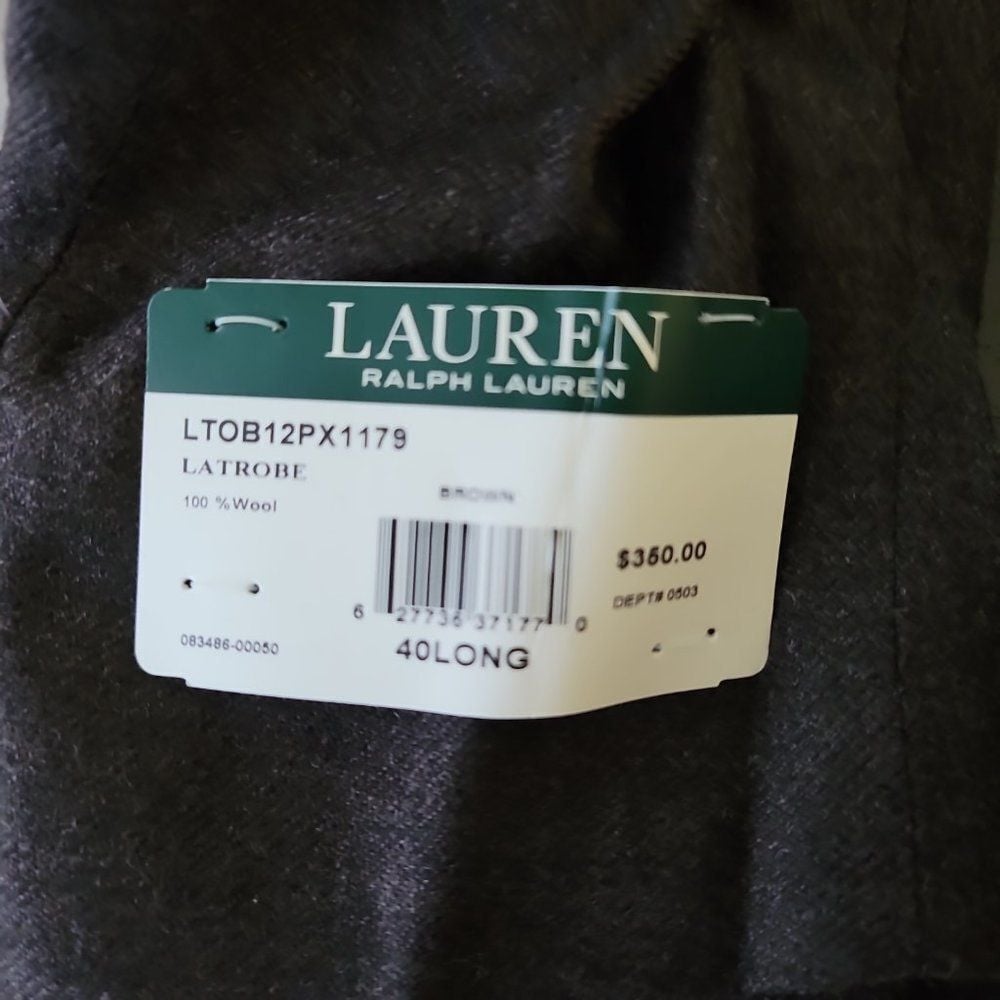 LAUREN
RALPH LAUREN
LTOB12PX1179
LATROBE
100 %Wool
BROWN
$350.00
DEPT# 0503
6 27736 37177 0
083486-00050
40LONG